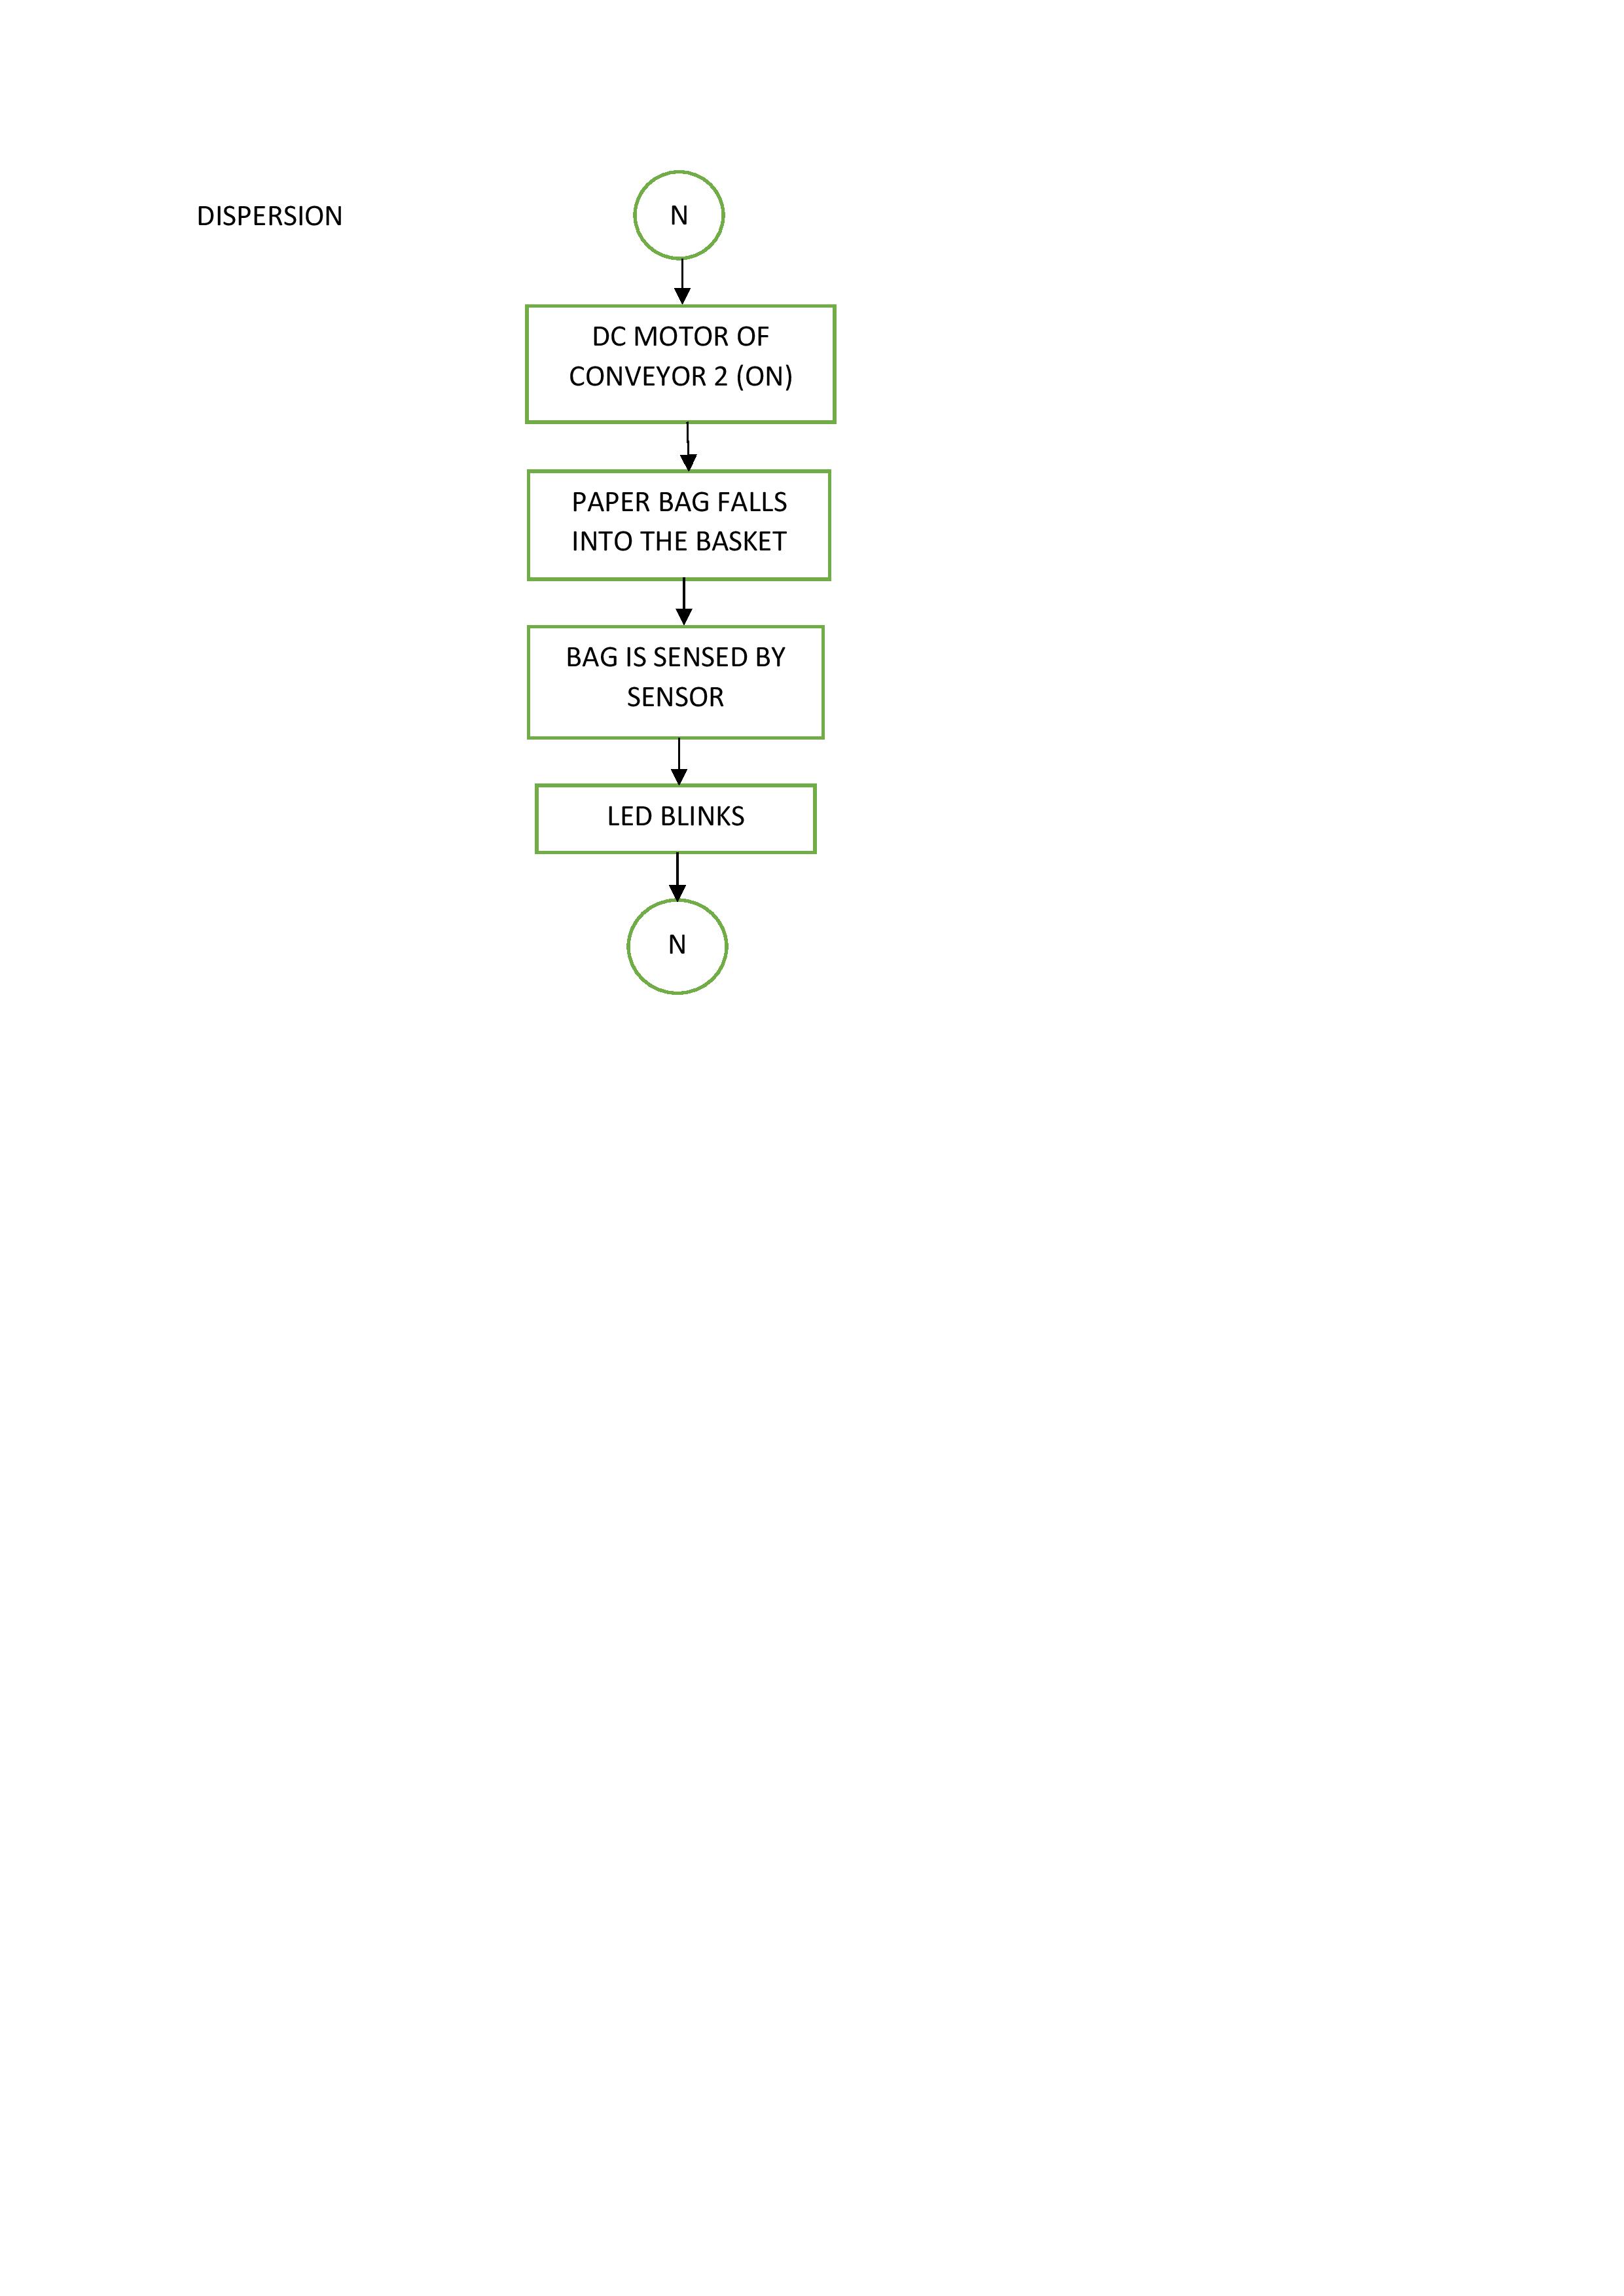 DISPERSION
N
DC MOTOR OF
CONVEYOR 2 (ON)
PAPER BAG FALLS
INTO THE BASKET
BAG IS SENSED BY
SENSOR
LED BLINKS
N